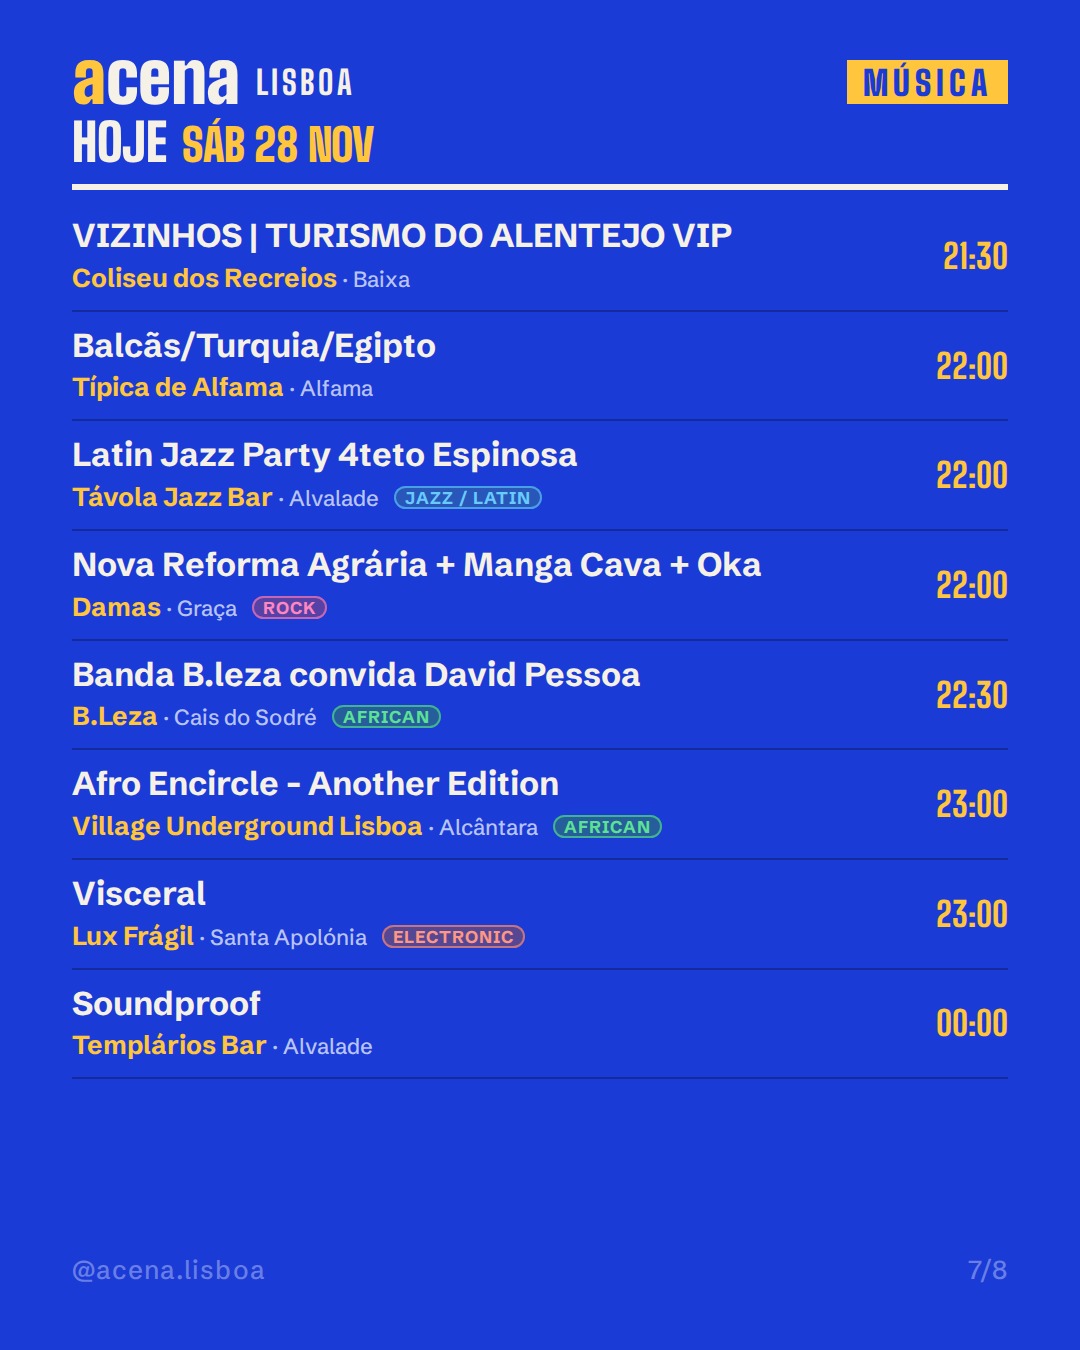 acena LISBOA
MÚSICA
HOJE SÁB 28 NOV
VIZINHOS | TURISMO DO ALENTEJO VIP
21:30
Coliseu dos Recreios · Baixa
Balcãs/Turquia/Egipto
22:00
Típica de Alfama · Alfama
Latin Jazz Party 4teto Espinosa
22:00
Távola Jazz Bar · Alvalade JAZZ / LATIN
Nova Reforma Agrária + Manga Cava + Oka
22:00
Damas · Graça ROCK
Banda B.leza convida David Pessoa
22:30
B.Leza · Cais do Sodré AFRICAN
Afro Encircle - Another Edition
23:00
Village Underground Lisboa · Alcântara AFRICAN
Visceral
23:00
Lux Frágil · Santa Apolónia ELECTRONIC
Soundproof
00:00
Templários Bar · Alvalade
@acena.lisboa
7/8